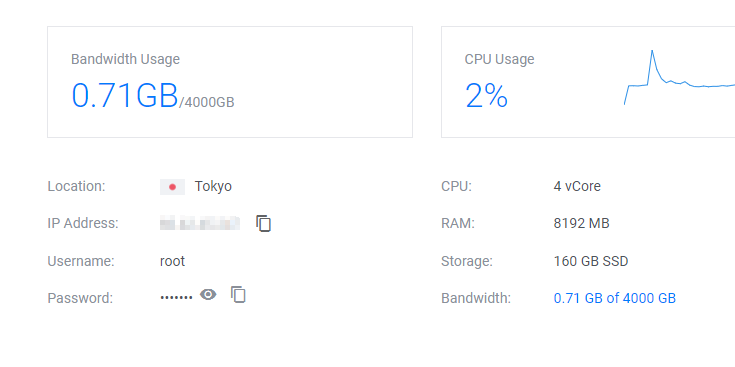 Bandwidth Usage
0.71GB/4000GB
CPU Usage
2%
Location: Tokyo
IP Address:
Username: root
Password: •••••••
CPU: 4 vCore
RAM: 8192 MB
Storage: 160 GB SSD
Bandwidth: 0.71 GB of 4000 GB